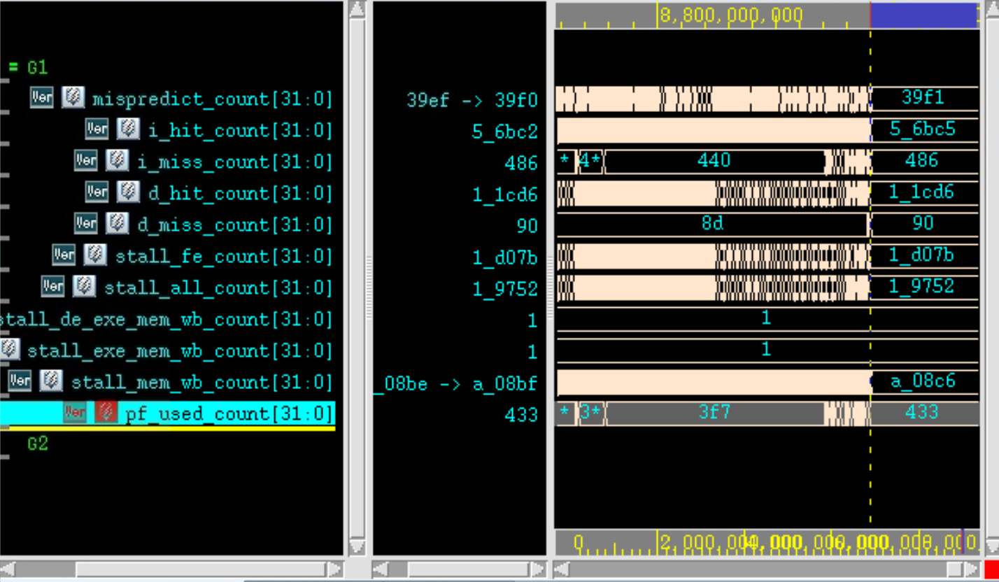 8,800,000,000
= G1
Ver mispredict_count[31:0] 39ef -> 39f0 39f1
Ver i_hit_count[31:0] 5_6bc2 5_6bc5
Ver i_miss_count[31:0] 486 * 4* 440 486
Ver d_hit_count[31:0] 1_1cd6 1_1cd6
Ver d_miss_count[31:0] 90 8d 90
Ver stall_fe_count[31:0] 1_d07b 1_d07b
Ver stall_all_count[31:0] 1_9752 1_9752
stall_de_exe_mem_wb_count[31:0] 1 1
stall_exe_mem_wb_count[31:0] 1 1
Ver stall_mem_wb_count[31:0] _08be -> a_08bf a_08c6
Ver pf_used_count[31:0] 433 * 3* 3f7 433
G2
0 2,000,004,000,006,000,008,000